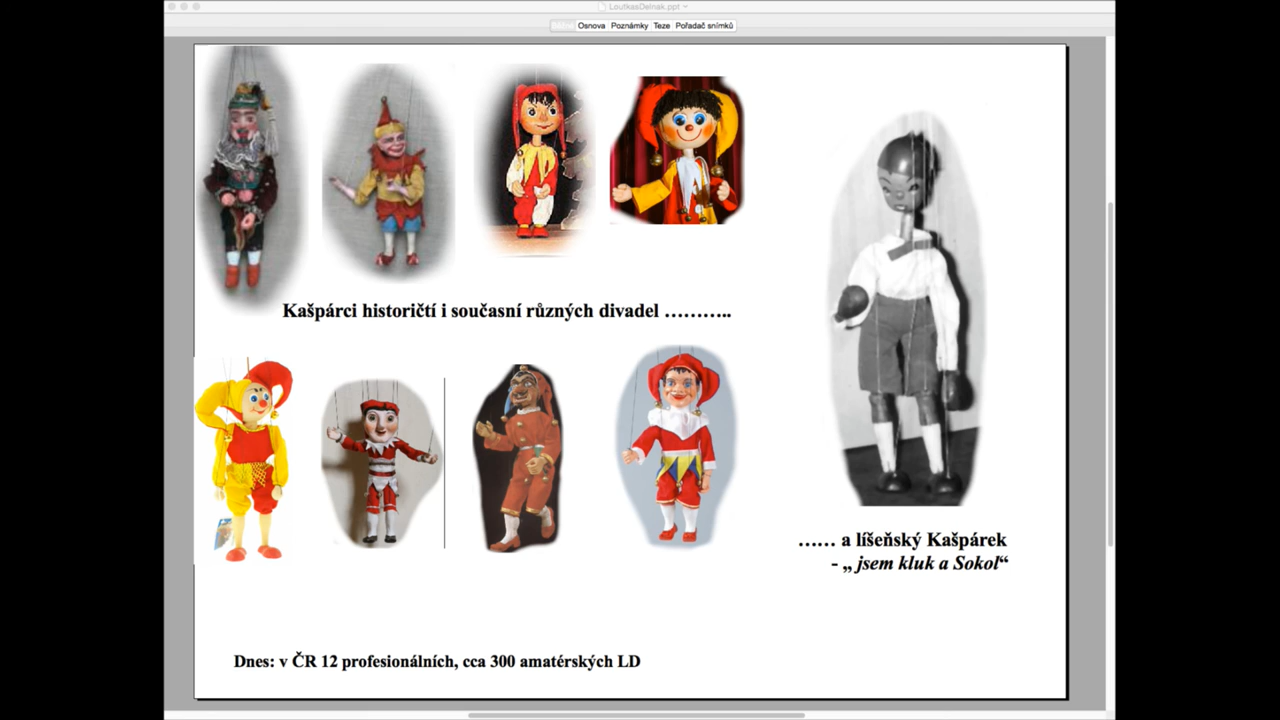 LoutkasDelnsk.ppt
Běžné Osnova Poznámky Teze Pořadač snímků
Kašpárci historičtí i současní různých divadel ………..
…… a líšeňský Kašpárek
- „ jsem kluk a Sokol“
Dnes: v ČR 12 profesionálních, cca 300 amatérských LD